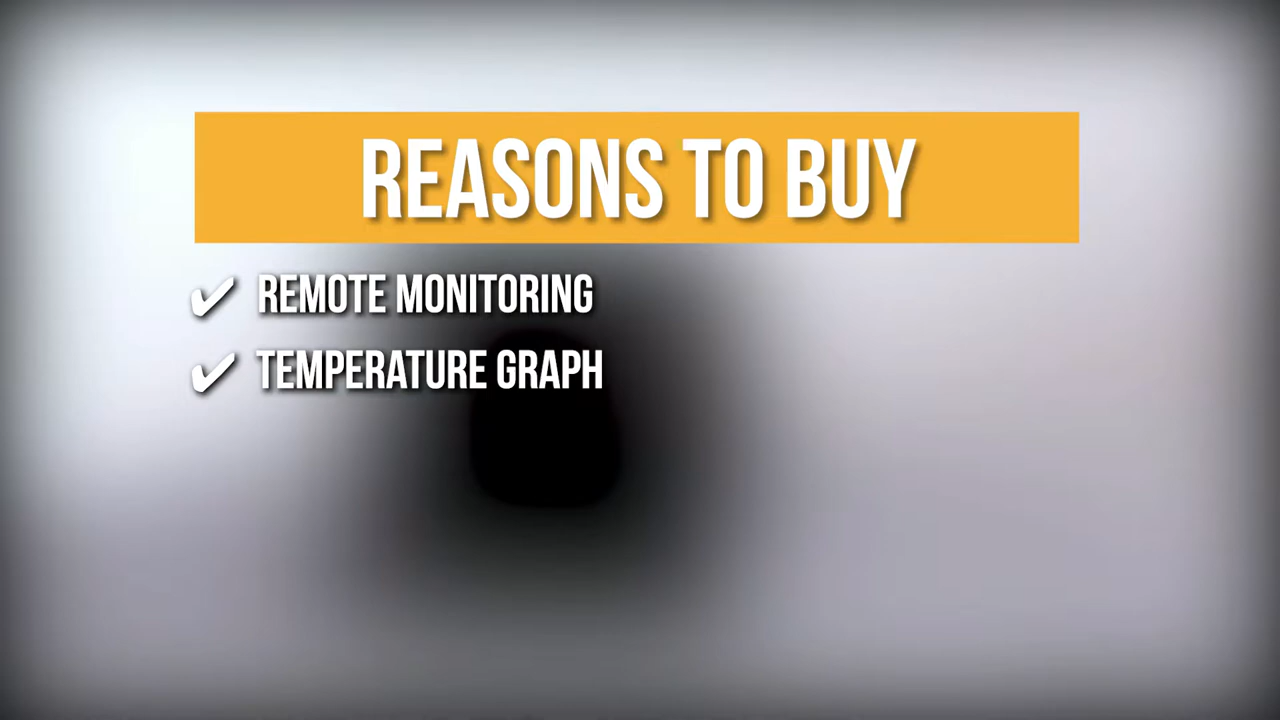 REASONS TO BUY
✔ REMOTE MONITORING
✔ TEMPERATURE GRAPH